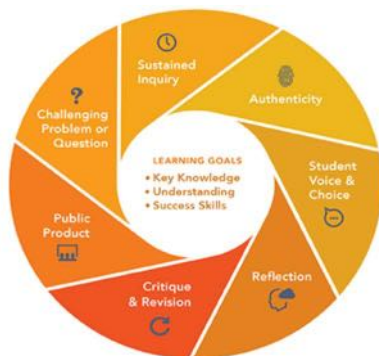 Sustained
Inquiry
Authenticity
Student
Voice &
Choice
Reflection
Critique
& Revision
Public
Product
?
Challenging
Problem or
Question
LEARNING GOALS
• Key Knowledge
• Understanding
• Success Skills